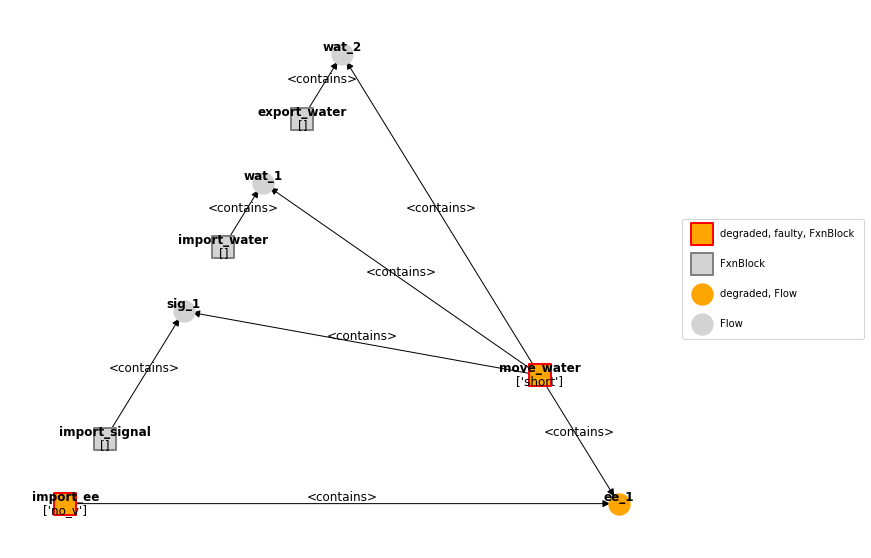 wat_2
<contains>
export_water
[]
wat_1
<contains>
<contains>
import_water
[]
degraded, faulty, FxnBlock
FxnBlock
<contains>
degraded, Flow
sig_1
Flow
<contains>
<contains>
move_water
['short']
import_signal
[]
<contains>
import_ee
['no_v']
<contains>
ee_1